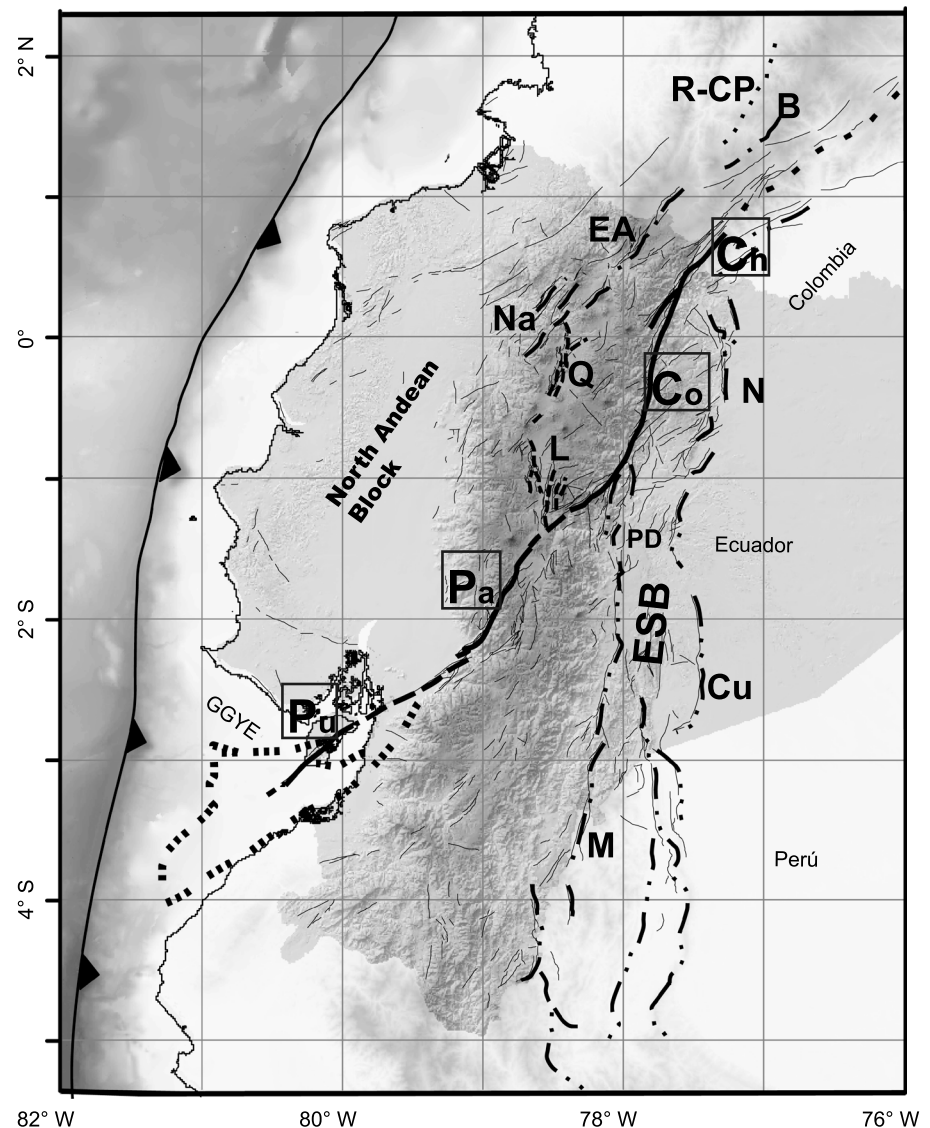 2° N
R-CP
B
EA
Ch
Colombia
Na
0°
Q
Co
N
North Andean
Block
L
PD
Ecuador
Pa
2° S
ESB
Cu
GGYE
Pu
M
Perú
4° S
82° W
80° W
78° W
76° W